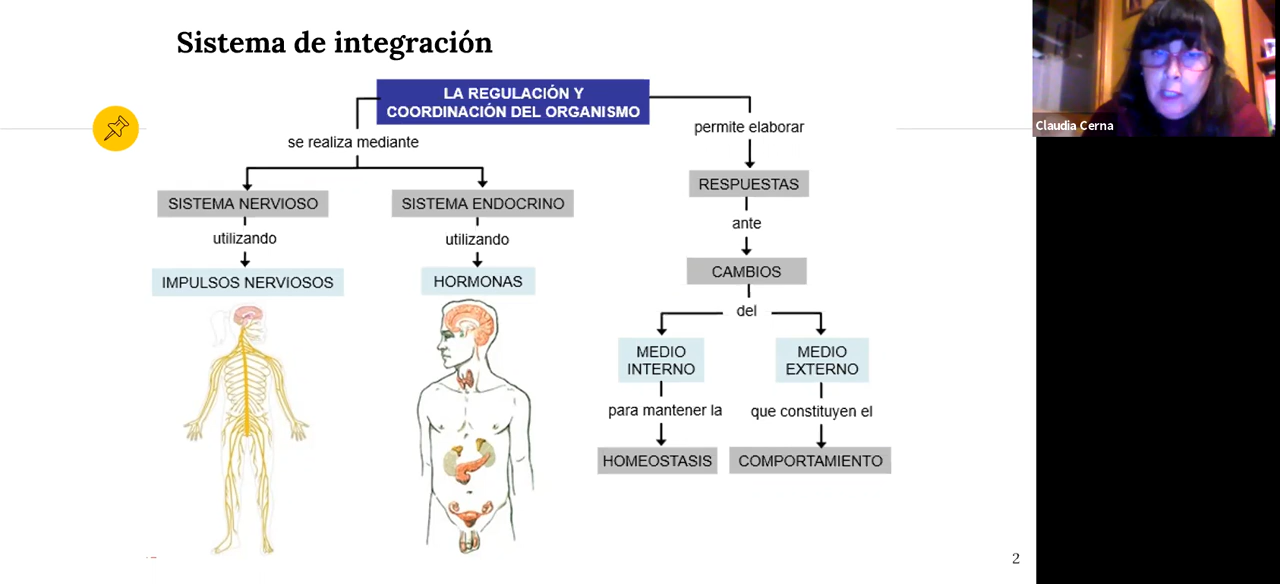 Sistema de integración
LA REGULACIÓN Y
COORDINACIÓN DEL ORGANISMO
se realiza mediante
permite elaborar
SISTEMA NERVIOSO
SISTEMA ENDOCRINO
RESPUESTAS
utilizando
utilizando
ante
IMPULSOS NERVIOSOS
HORMONAS
CAMBIOS
del
MEDIO
INTERNO
MEDIO
EXTERNO
para mantener la
que constituyen el
HOMEOSTASIS
COMPORTAMIENTO
2
Claudia Cerna